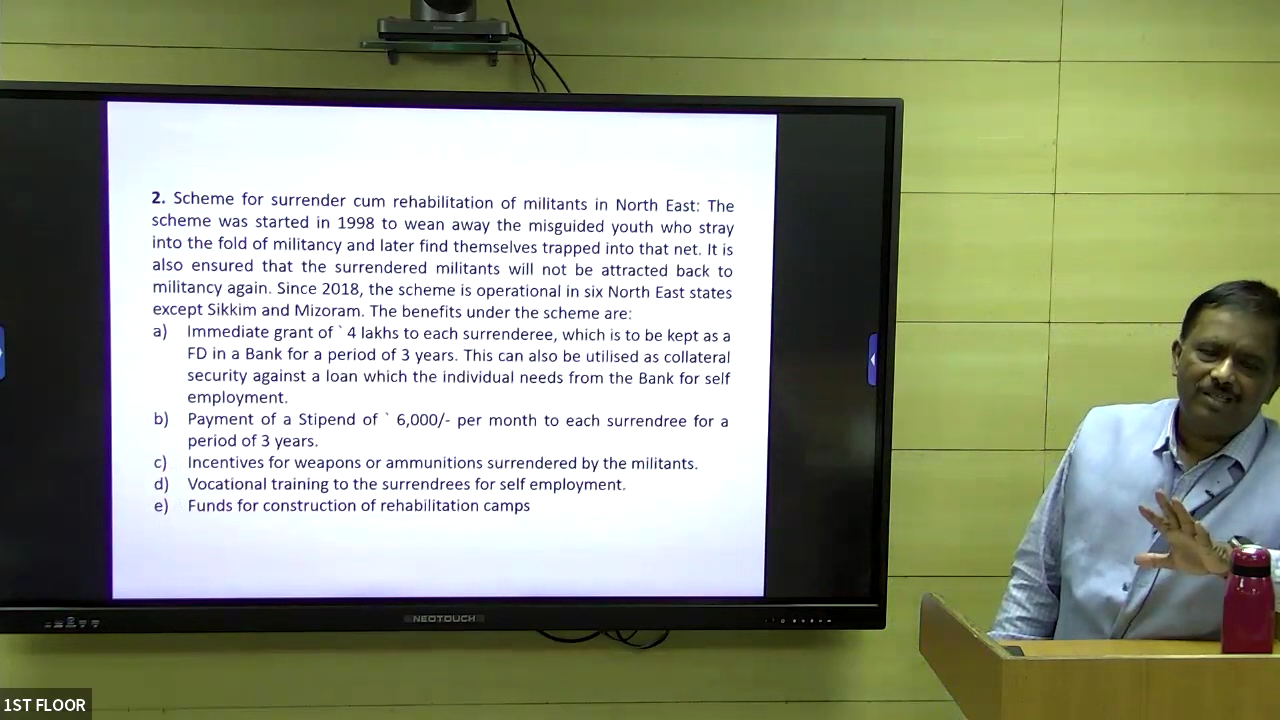 2. Scheme for surrender cum rehabilitation of militants in North East: The
scheme was started in 1998 to wean away the misguided youth who stray
into the fold of militancy and later find themselves trapped into that net. It is
also ensured that the surrendered militants will not be attracted back to
militancy again. Since 2018, the scheme is operational in six North East states
except Sikkim and Mizoram. The benefits under the scheme are:
a) Immediate grant of ` 4 lakhs to each surrenderee, which is to be kept as a
FD in a Bank for a period of 3 years. This can also be utilised as collateral
security against a loan which the individual needs from the Bank for self
employment.
b) Payment of a Stipend of ` 6,000/- per month to each surrendree for a
period of 3 years.
c) Incentives for weapons or ammunitions surrendered by the militants.
d) Vocational training to the surrendrees for self employment.
e) Funds for construction of rehabilitation camps
NEOTOUCH
1ST FLOOR